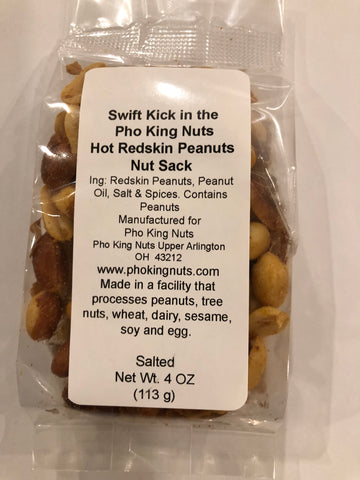 Swift Kick in the
Pho King Nuts
Hot Redskin Peanuts
Nut Sack
Ing: Redskin Peanuts, Peanut
Oil, Salt & Spices. Contains
Peanuts
Manufactured for
Pho King Nuts
Pho King Nuts Upper Arlington
OH 43212
www.phokingnuts.com
Made in a facility that
processes peanuts, tree
nuts, wheat, dairy, sesame,
soy and egg.
Salted
Net Wt. 4 OZ
(113 g)